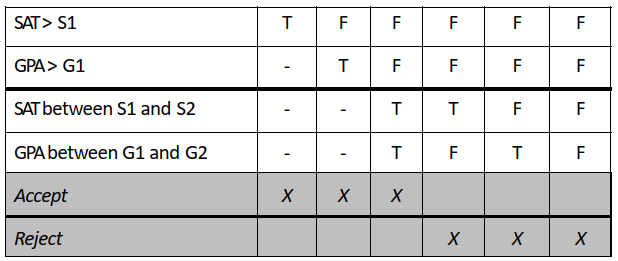 SAT > S1 T F F F F F
GPA > G1 - T F F F F
SAT between S1 and S2 - - T T F F
GPA between G1 and G2 - - T F T F
Accept X X X
Reject X X X